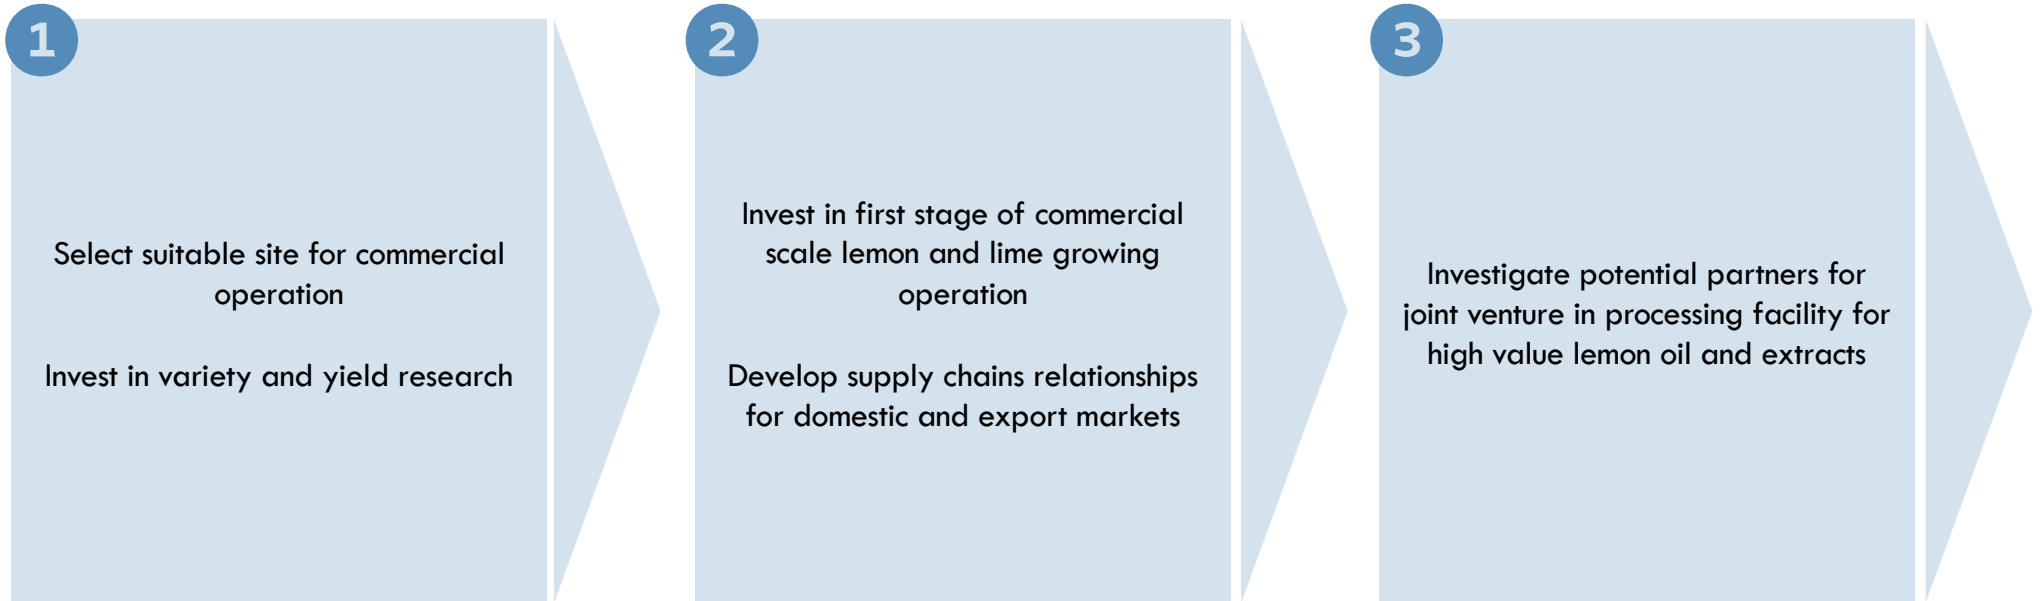 1
Select suitable site for commercial
operation
Invest in variety and yield research
2
Invest in first stage of commercial
scale lemon and lime growing
operation
Develop supply chains relationships
for domestic and export markets
3
Investigate potential partners for
joint venture in processing facility for
high value lemon oil and extracts